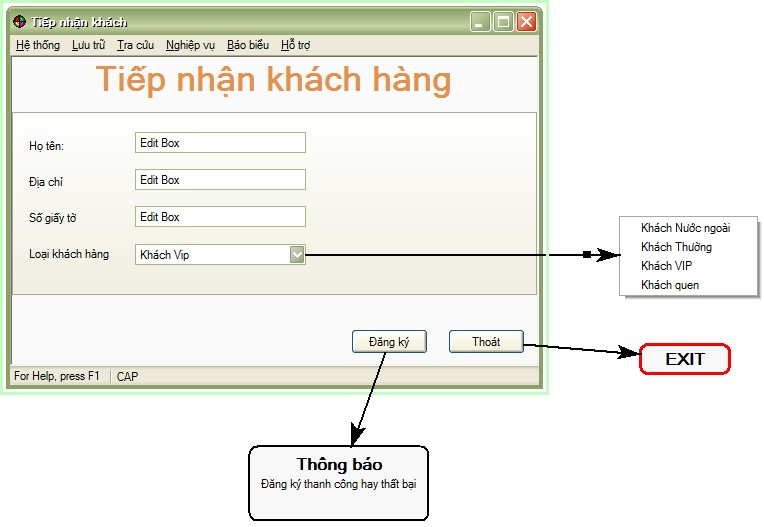 Tiếp nhận khách
Hệ thống Lưu trữ Tra cứu Nghiệp vụ Báo biểu Hỗ trợ
Tiếp nhận khách hàng
Họ tên: Edit Box
Địa chỉ Edit Box
Số giấy tờ Edit Box
Loại khách hàng Khách Vip
Khách Nước ngoài
Khách Thường
Khách VIP
Khách quen
Đăng ký Thoát
EXIT
For Help, press F1 CAP
Thông báo
Đăng ký thanh công hay thất bại